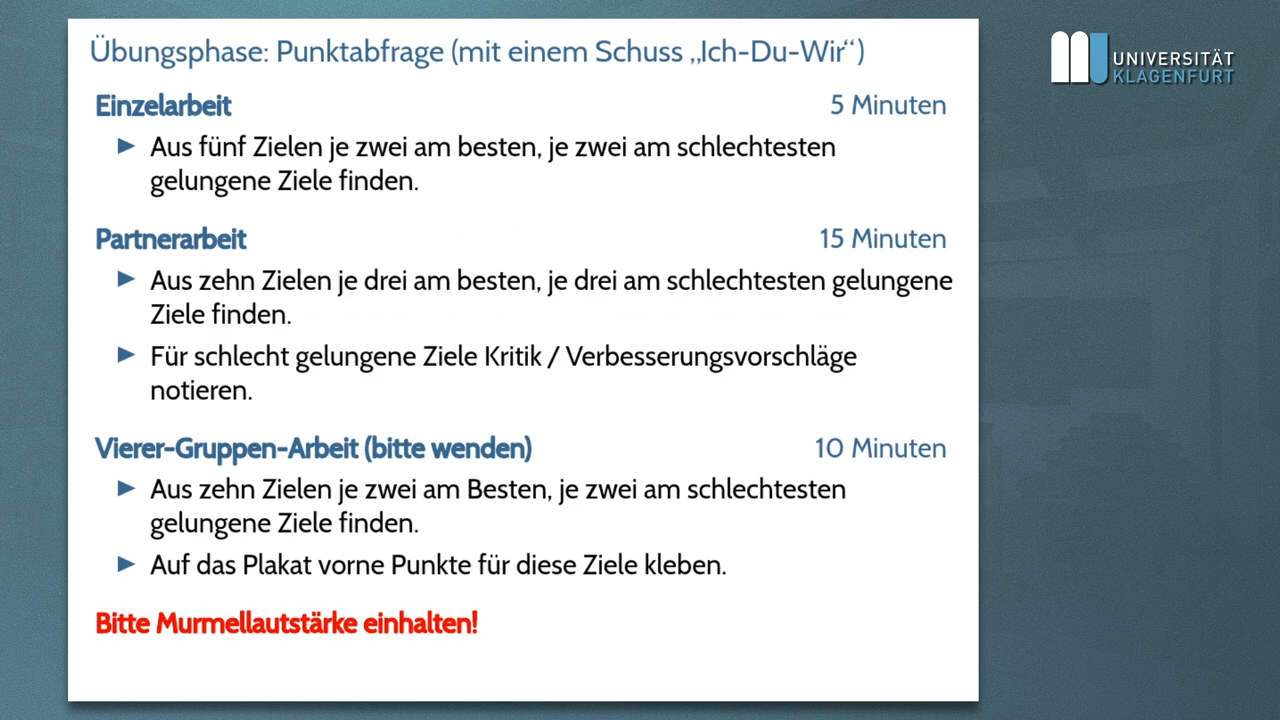 Übungsphase: Punktabfrage (mit einem Schuss „Ich-Du-Wir“)
UNIVERSITÄT
KLAGENFURT
Einzelarbeit 5 Minuten
Aus fünf Zielen je zwei am besten, je zwei am schlechtesten
gelungene Ziele finden.
Partnerarbeit 15 Minuten
Aus zehn Zielen je drei am besten, je drei am schlechtesten gelungene
Ziele finden.
Für schlecht gelungene Ziele Kritik / Verbesserungsvorschläge
notieren.
Vierer-Gruppen-Arbeit (bitte wenden) 10 Minuten
Aus zehn Zielen je zwei am Besten, je zwei am schlechtesten
gelungene Ziele finden.
Auf das Plakat vorne Punkte für diese Ziele kleben.
Bitte Murmellautstärke einhalten!